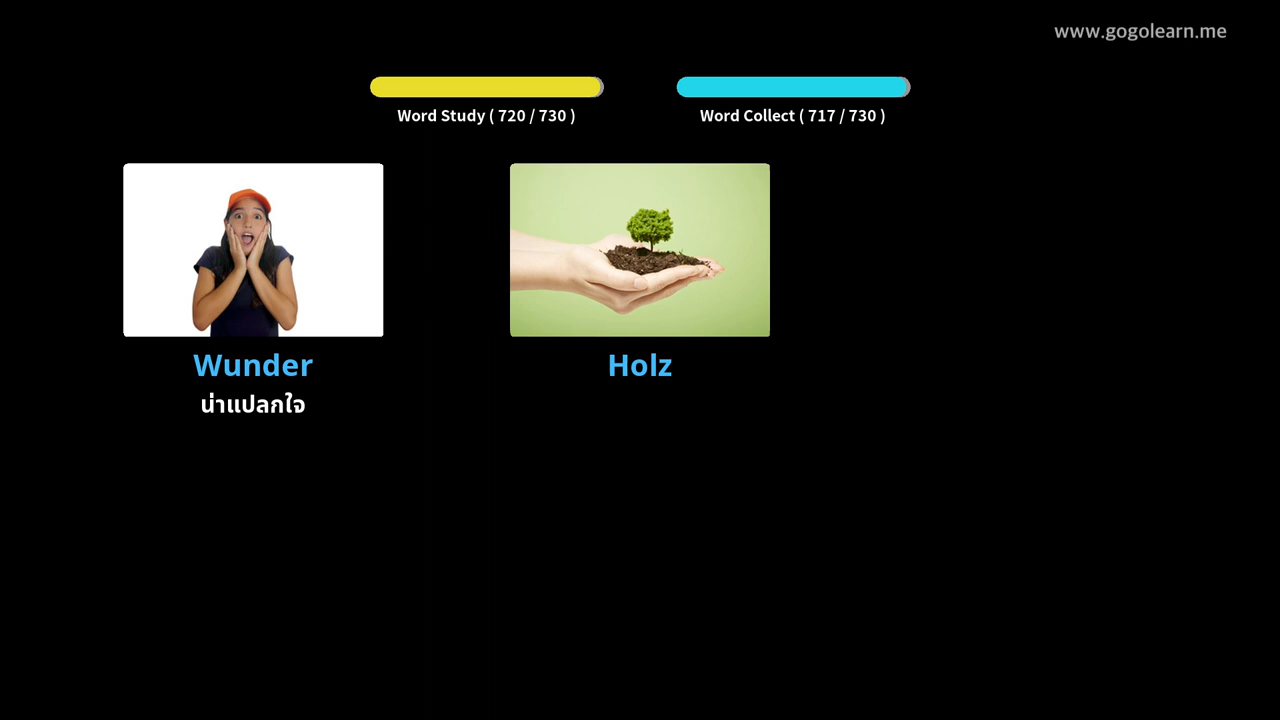 www.gogolearn.me
Word Study ( 720 / 730 )
Word Collect ( 717 / 730 )
Wunder
น่าแปลกใจ
Holz